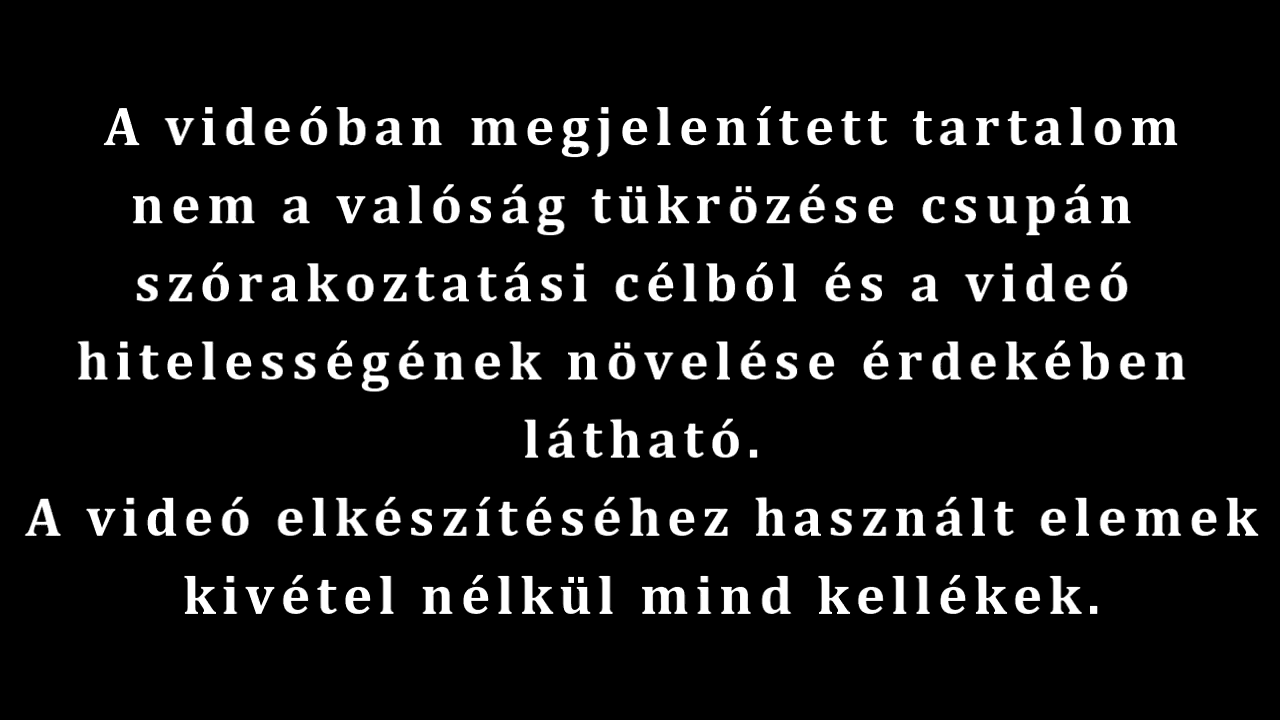 A videóban megjelenített tartalom
nem a valóság tükrözése csupán
szórakoztatási célból és a videó
hitelességének növelése érdekében
látható.
A videó elkészítéséhez használt elemek
kivétel nélkül mind kellékek.